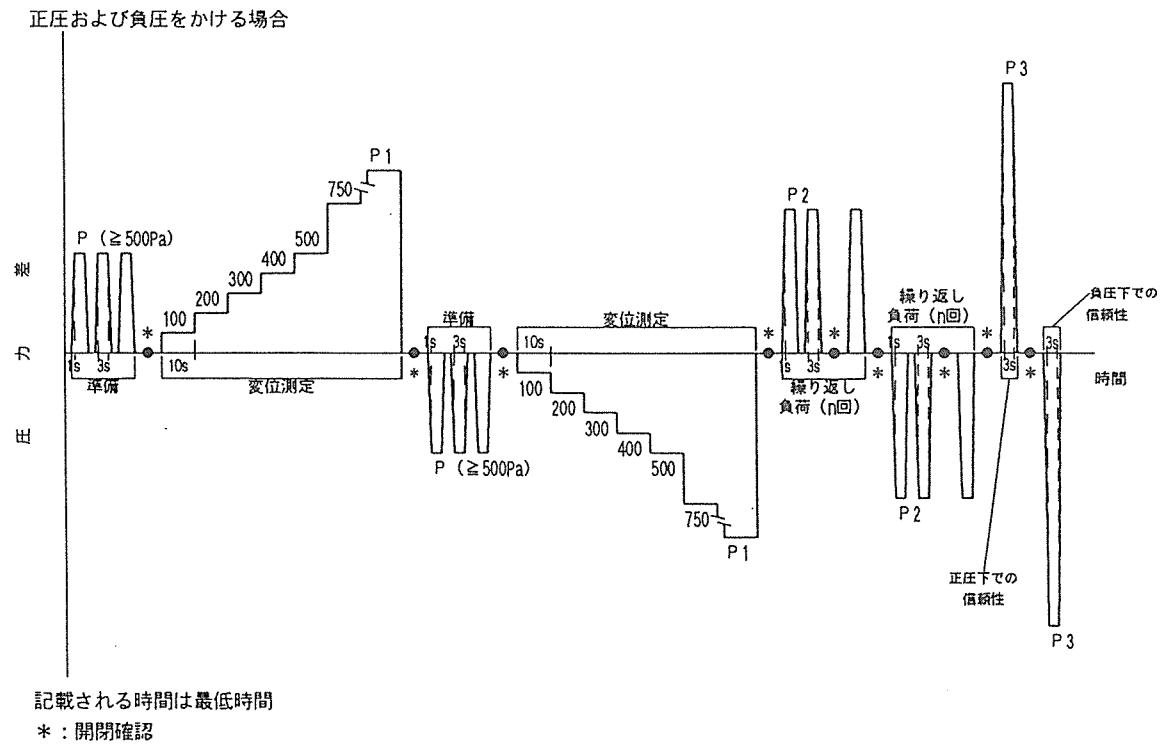 正圧および負圧をかける場合
差
力
圧
P (≧500Pa)
1s
3s
準備
*
100
200
300
400
500
750
P1
10s
変位測定
*
準備
1s
3s
P (≧500Pa)
*
変位測定
10s
100
200
300
400
500
750
P1
*
P2
*
1s
3s
繰り返し
負荷 (n回)
*
繰り返し
負荷 (n回)
1s
3s
*
P2
*
P3
3s
*
正圧下での
信頼性
負圧下での
信頼性
3s
P3
時間
記載される時間は最低時間
*:開閉確認